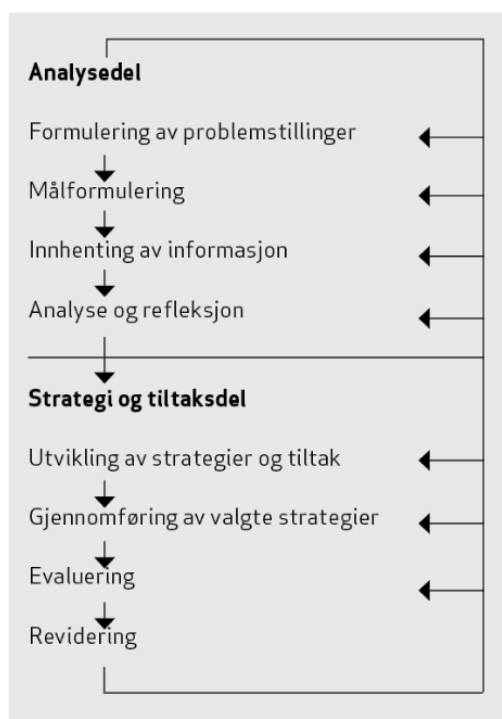 Analysedel
Formulering av problemstillinger
Målformulering
Innhenting av informasjon
Analyse og refleksjon
Strategi og tiltaksdel
Utvikling av strategier og tiltak
Gjennomføring av valgte strategier
Evaluering
Revidering